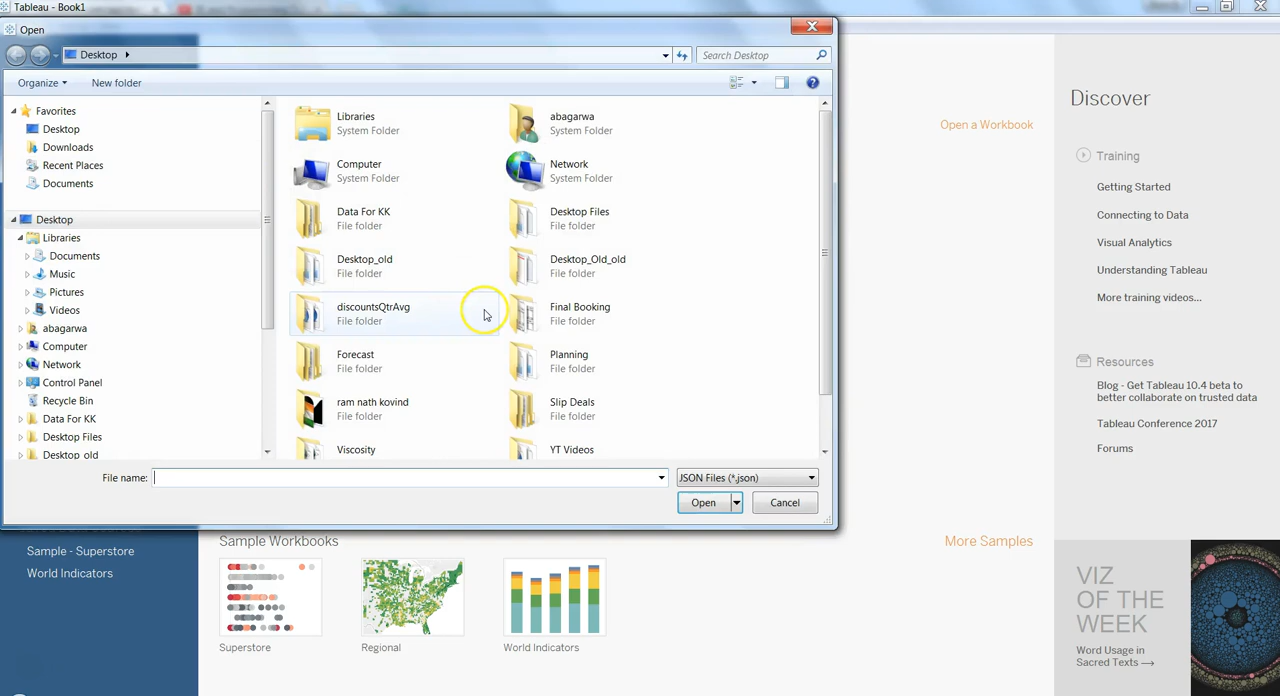 Tableau - Book1
Open
Desktop
Search Desktop
Organize
New folder
Favorites
Desktop
Downloads
Recent Places
Documents
Desktop
Libraries
Documents
Music
Pictures
Videos
abagarwa
Computer
Network
Control Panel
Recycle Bin
Data For KK
Desktop Files
Desktop old
Libraries
System Folder
abagarwa
System Folder
Computer
System Folder
Network
System Folder
Data For KK
File folder
Desktop Files
File folder
Desktop_old
File folder
Desktop_Old_old
File folder
discountsQtrAvg
File folder
Final Booking
File folder
Forecast
File folder
Planning
File folder
ram nath kovind
File folder
Slip Deals
File folder
Viscosity
YT Videos
File name:
JSON Files (*.json)
Open
Cancel
Sample - Superstore
World Indicators
Sample Workbooks
More Samples
Superstore
Regional
World Indicators
Open a Workbook
Discover
Training
Getting Started
Connecting to Data
Visual Analytics
Understanding Tableau
More training videos...
Resources
Blog - Get Tableau 10.4 beta to
better collaborate on trusted data
Tableau Conference 2017
Forums
VIZ
OF THE
WEEK
Word Usage in
Sacred Texts →